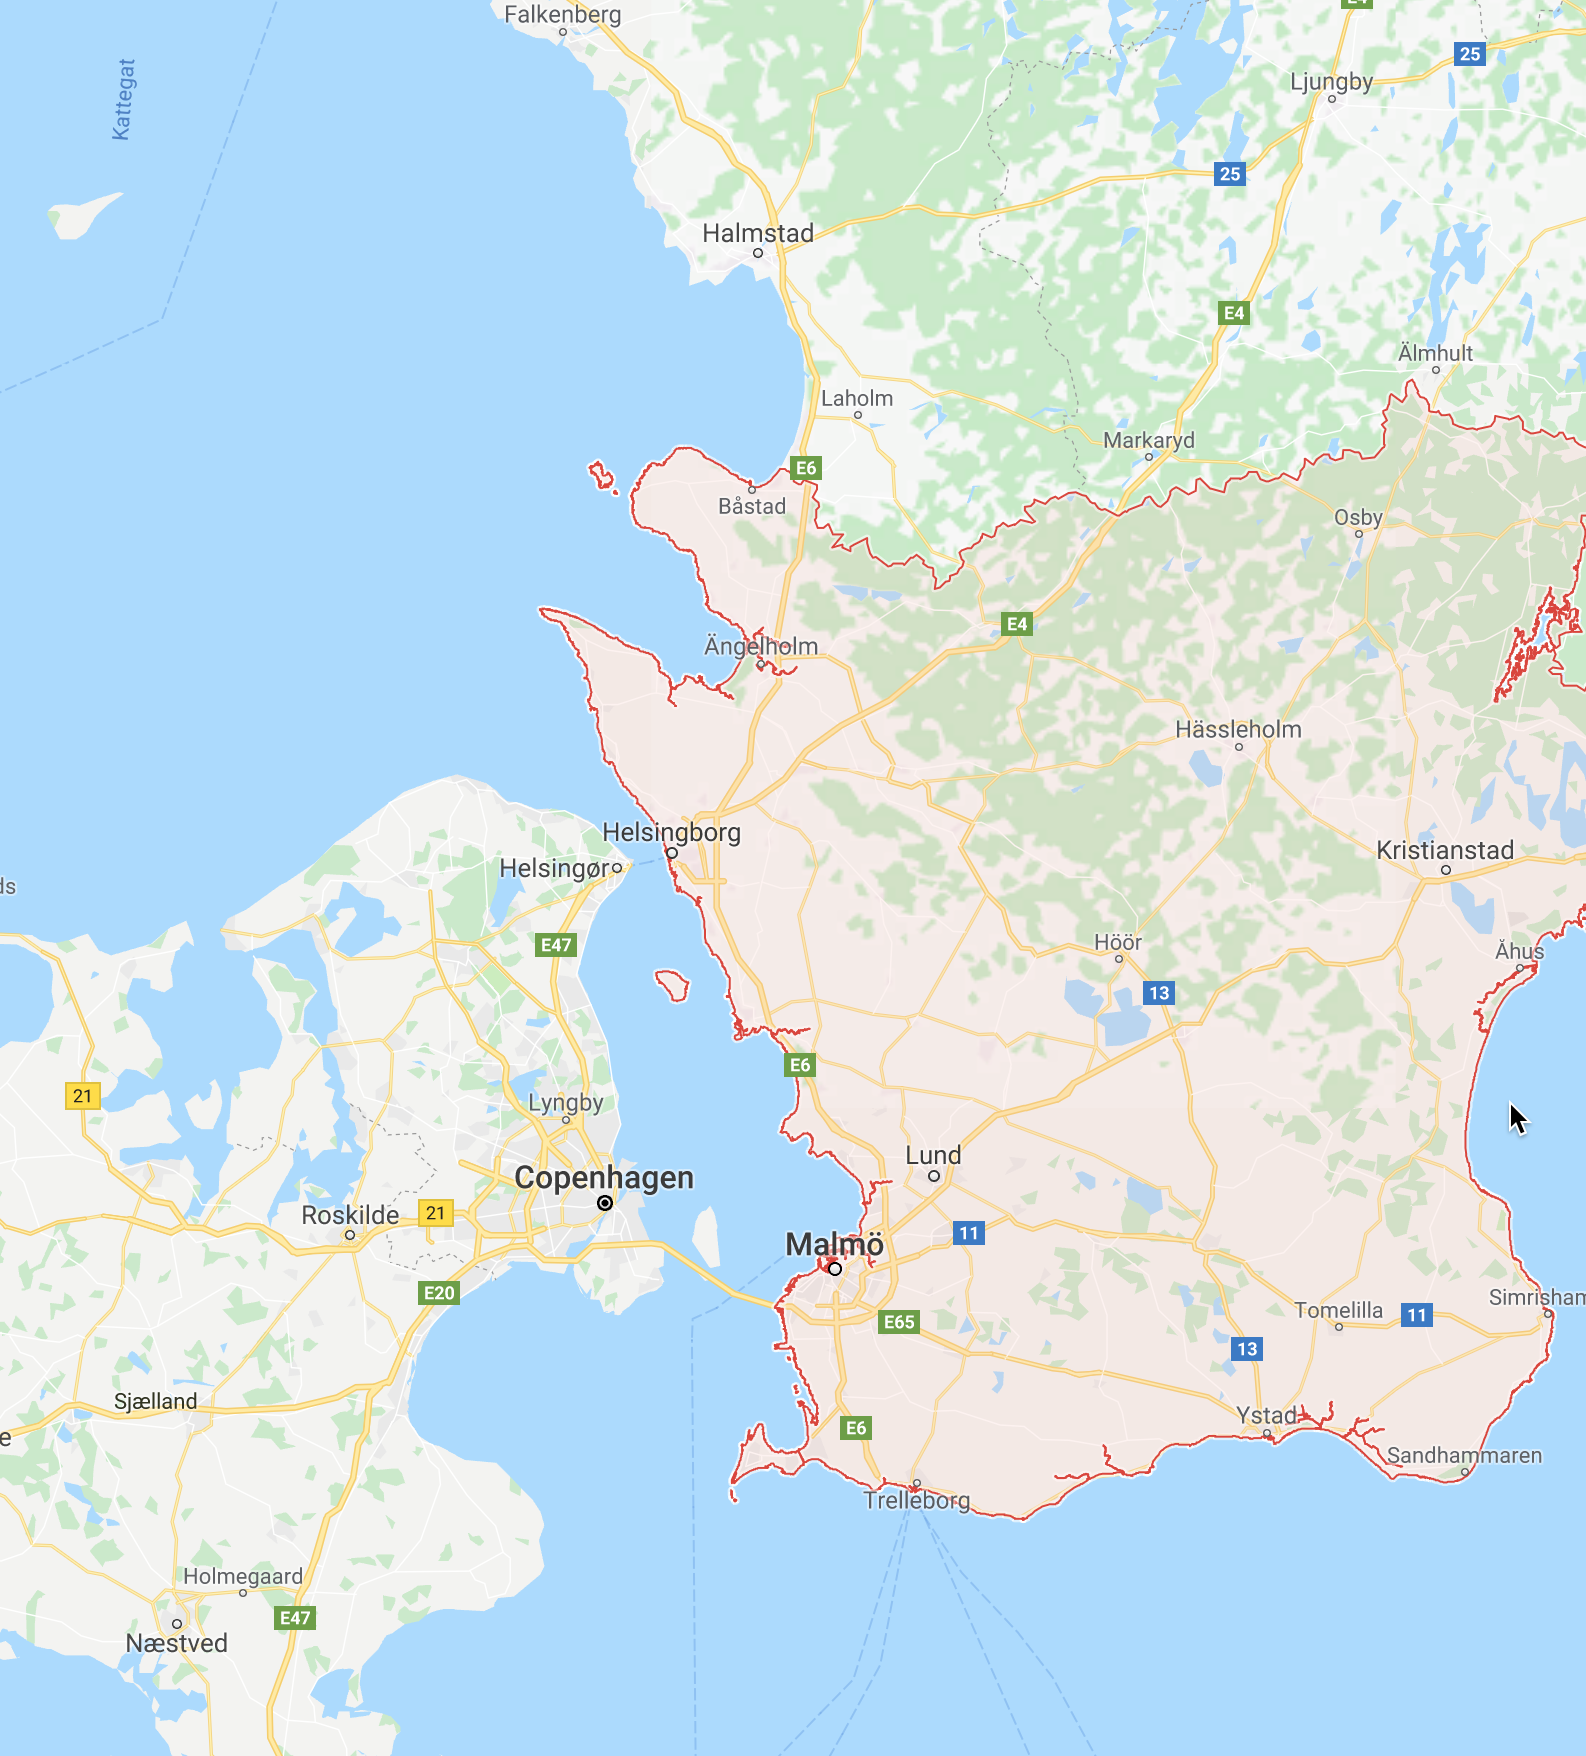 Falkenberg
E4
25
Kattegat
Ljungby
25
Halmstad
E4
Älmhult
Laholm
Markaryd
E6
Båstad
Osby
E4
Ängelholm
Hässleholm
Helsingborg
Helsingør
Kristianstad
ds
E47
Höör
Åhus
13
E6
21
Lyngby
Lund
Copenhagen
Roskilde
21
11
Malmö
E20
E65
Tomelilla
11
Simrisham
13
Sjælland
Ystad
E6
e
Sandhammaren
Trelleborg
Holmegaard
E47
Næstved